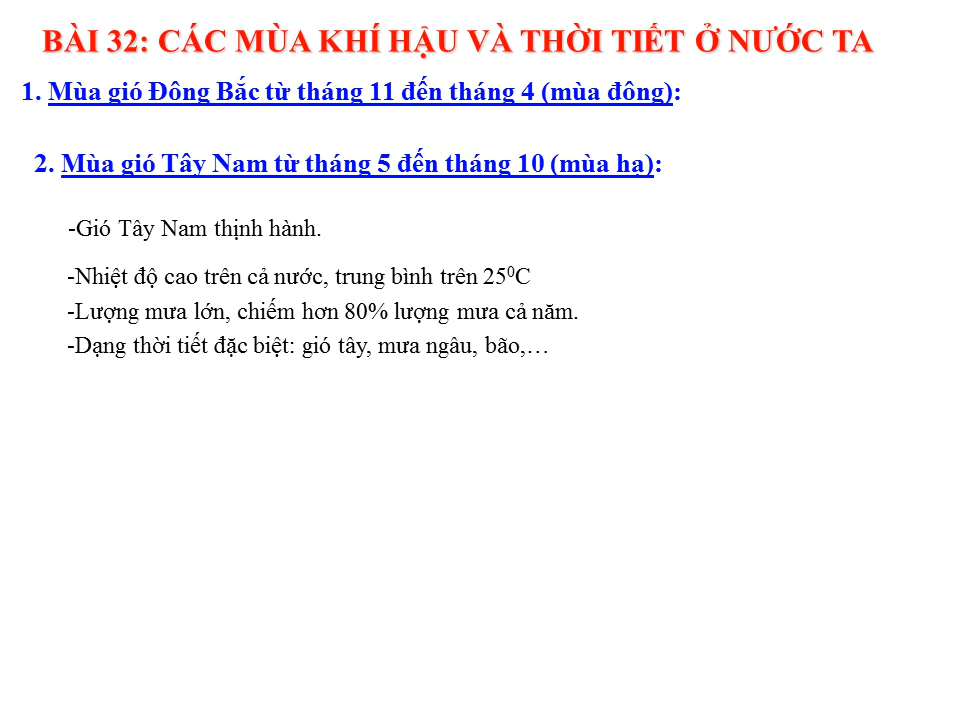 BÀI 32: CÁC MÙA KHÍ HẬU VÀ THỜI TIẾT Ở NƯỚC TA
1. Mùa gió Đông Bắc từ tháng 11 đến tháng 4 (mùa đông):
2. Mùa gió Tây Nam từ tháng 5 đến tháng 10 (mùa hạ):
-Gió Tây Nam thịnh hành.
-Nhiệt độ cao trên cả nước, trung bình trên 25⁰C
-Lượng mưa lớn, chiếm hơn 80% lượng mưa cả năm.
-Dạng thời tiết đặc biệt: gió tây, mưa ngâu, bão,…